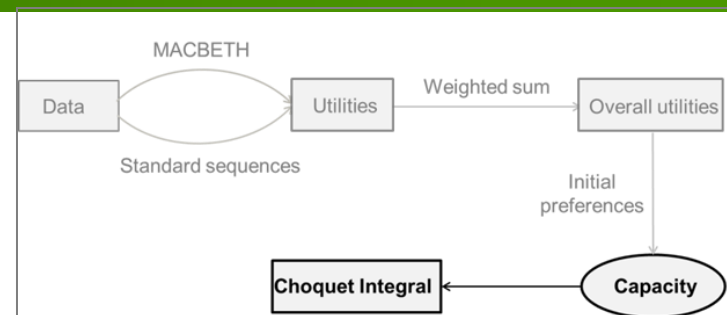 MACBETH
Data
Utilities
Weighted sum
Overall utilities
Standard sequences
Initial
preferences
Choquet Integral
Capacity